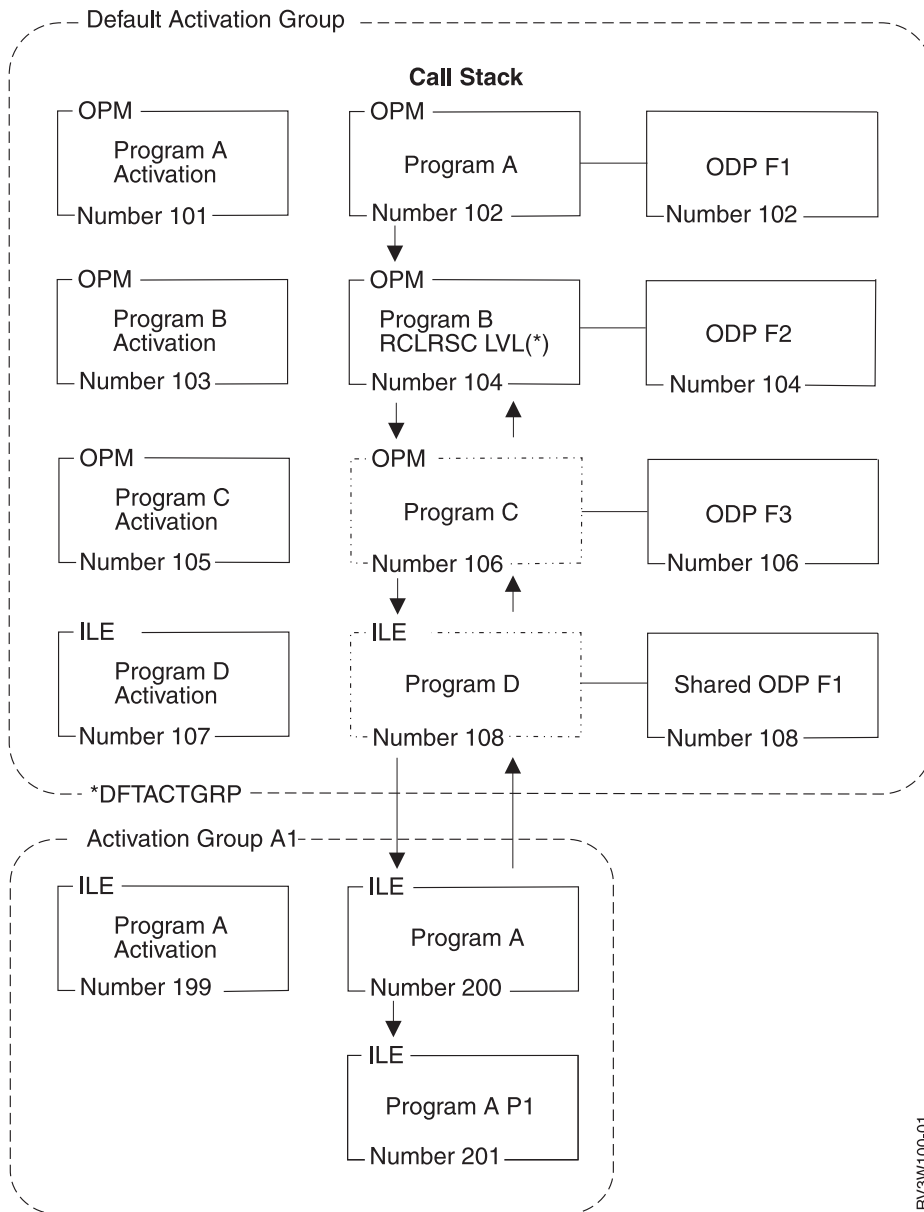 Default Activation Group
Call Stack
OPM
Program A
Activation
Number 101
OPM
Program A
Number 102
ODP F1
Number 102
OPM
Program B
Activation
Number 103
OPM
Program B
RCLRSC LVL(*)
Number 104
ODP F2
Number 104
OPM
Program C
Activation
Number 105
OPM
Program C
Number 106
ODP F3
Number 106
ILE
Program D
Activation
Number 107
ILE
Program D
Number 108
Shared ODP F1
Number 108
*DFTACTGRP
Activation Group A1
ILE
Program A
Activation
Number 199
ILE
Program A
Number 200
ILE
Program A P1
Number 201
RV3W100-01